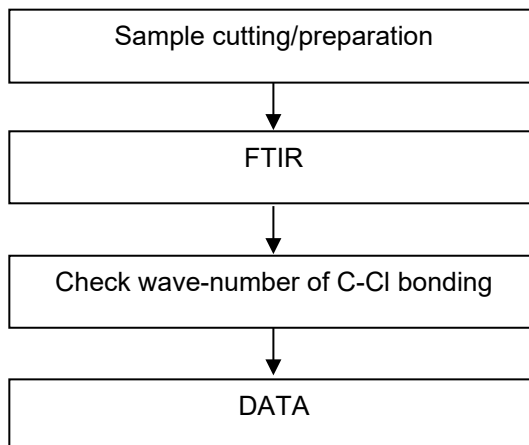 Sample cutting/preparation
FTIR
Check wave-number of C-Cl bonding
DATA